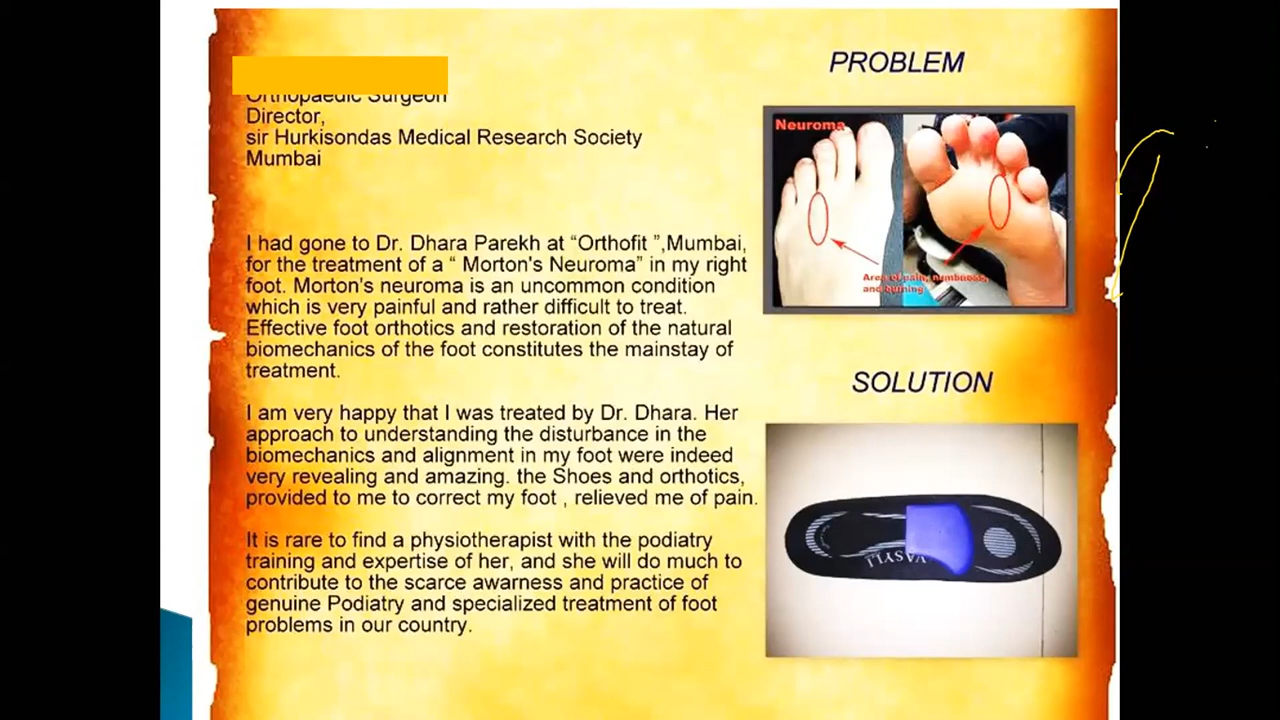 Orthopaedic Surgeon
Director,
sir Hurkisondas Medical Research Society
Mumbai
I had gone to Dr. Dhara Parekh at “Orthofit ”,Mumbai,
for the treatment of a “ Morton's Neuroma” in my right
foot. Morton's neuroma is an uncommon condition
which is very painful and rather difficult to treat.
Effective foot orthotics and restoration of the natural
biomechanics of the foot constitutes the mainstay of
treatment.
I am very happy that I was treated by Dr. Dhara. Her
approach to understanding the disturbance in the
biomechanics and alignment in my foot were indeed
very revealing and amazing. the Shoes and orthotics,
provided to me to correct my foot , relieved me of pain.
It is rare to find a physiotherapist with the podiatry
training and expertise of her, and she will do much to
contribute to the scarce awarness and practice of
genuine Podiatry and specialized treatment of foot
problems in our country.
PROBLEM
Neuroma
Area of pain, numbness,
and burning
SOLUTION
VASYLI